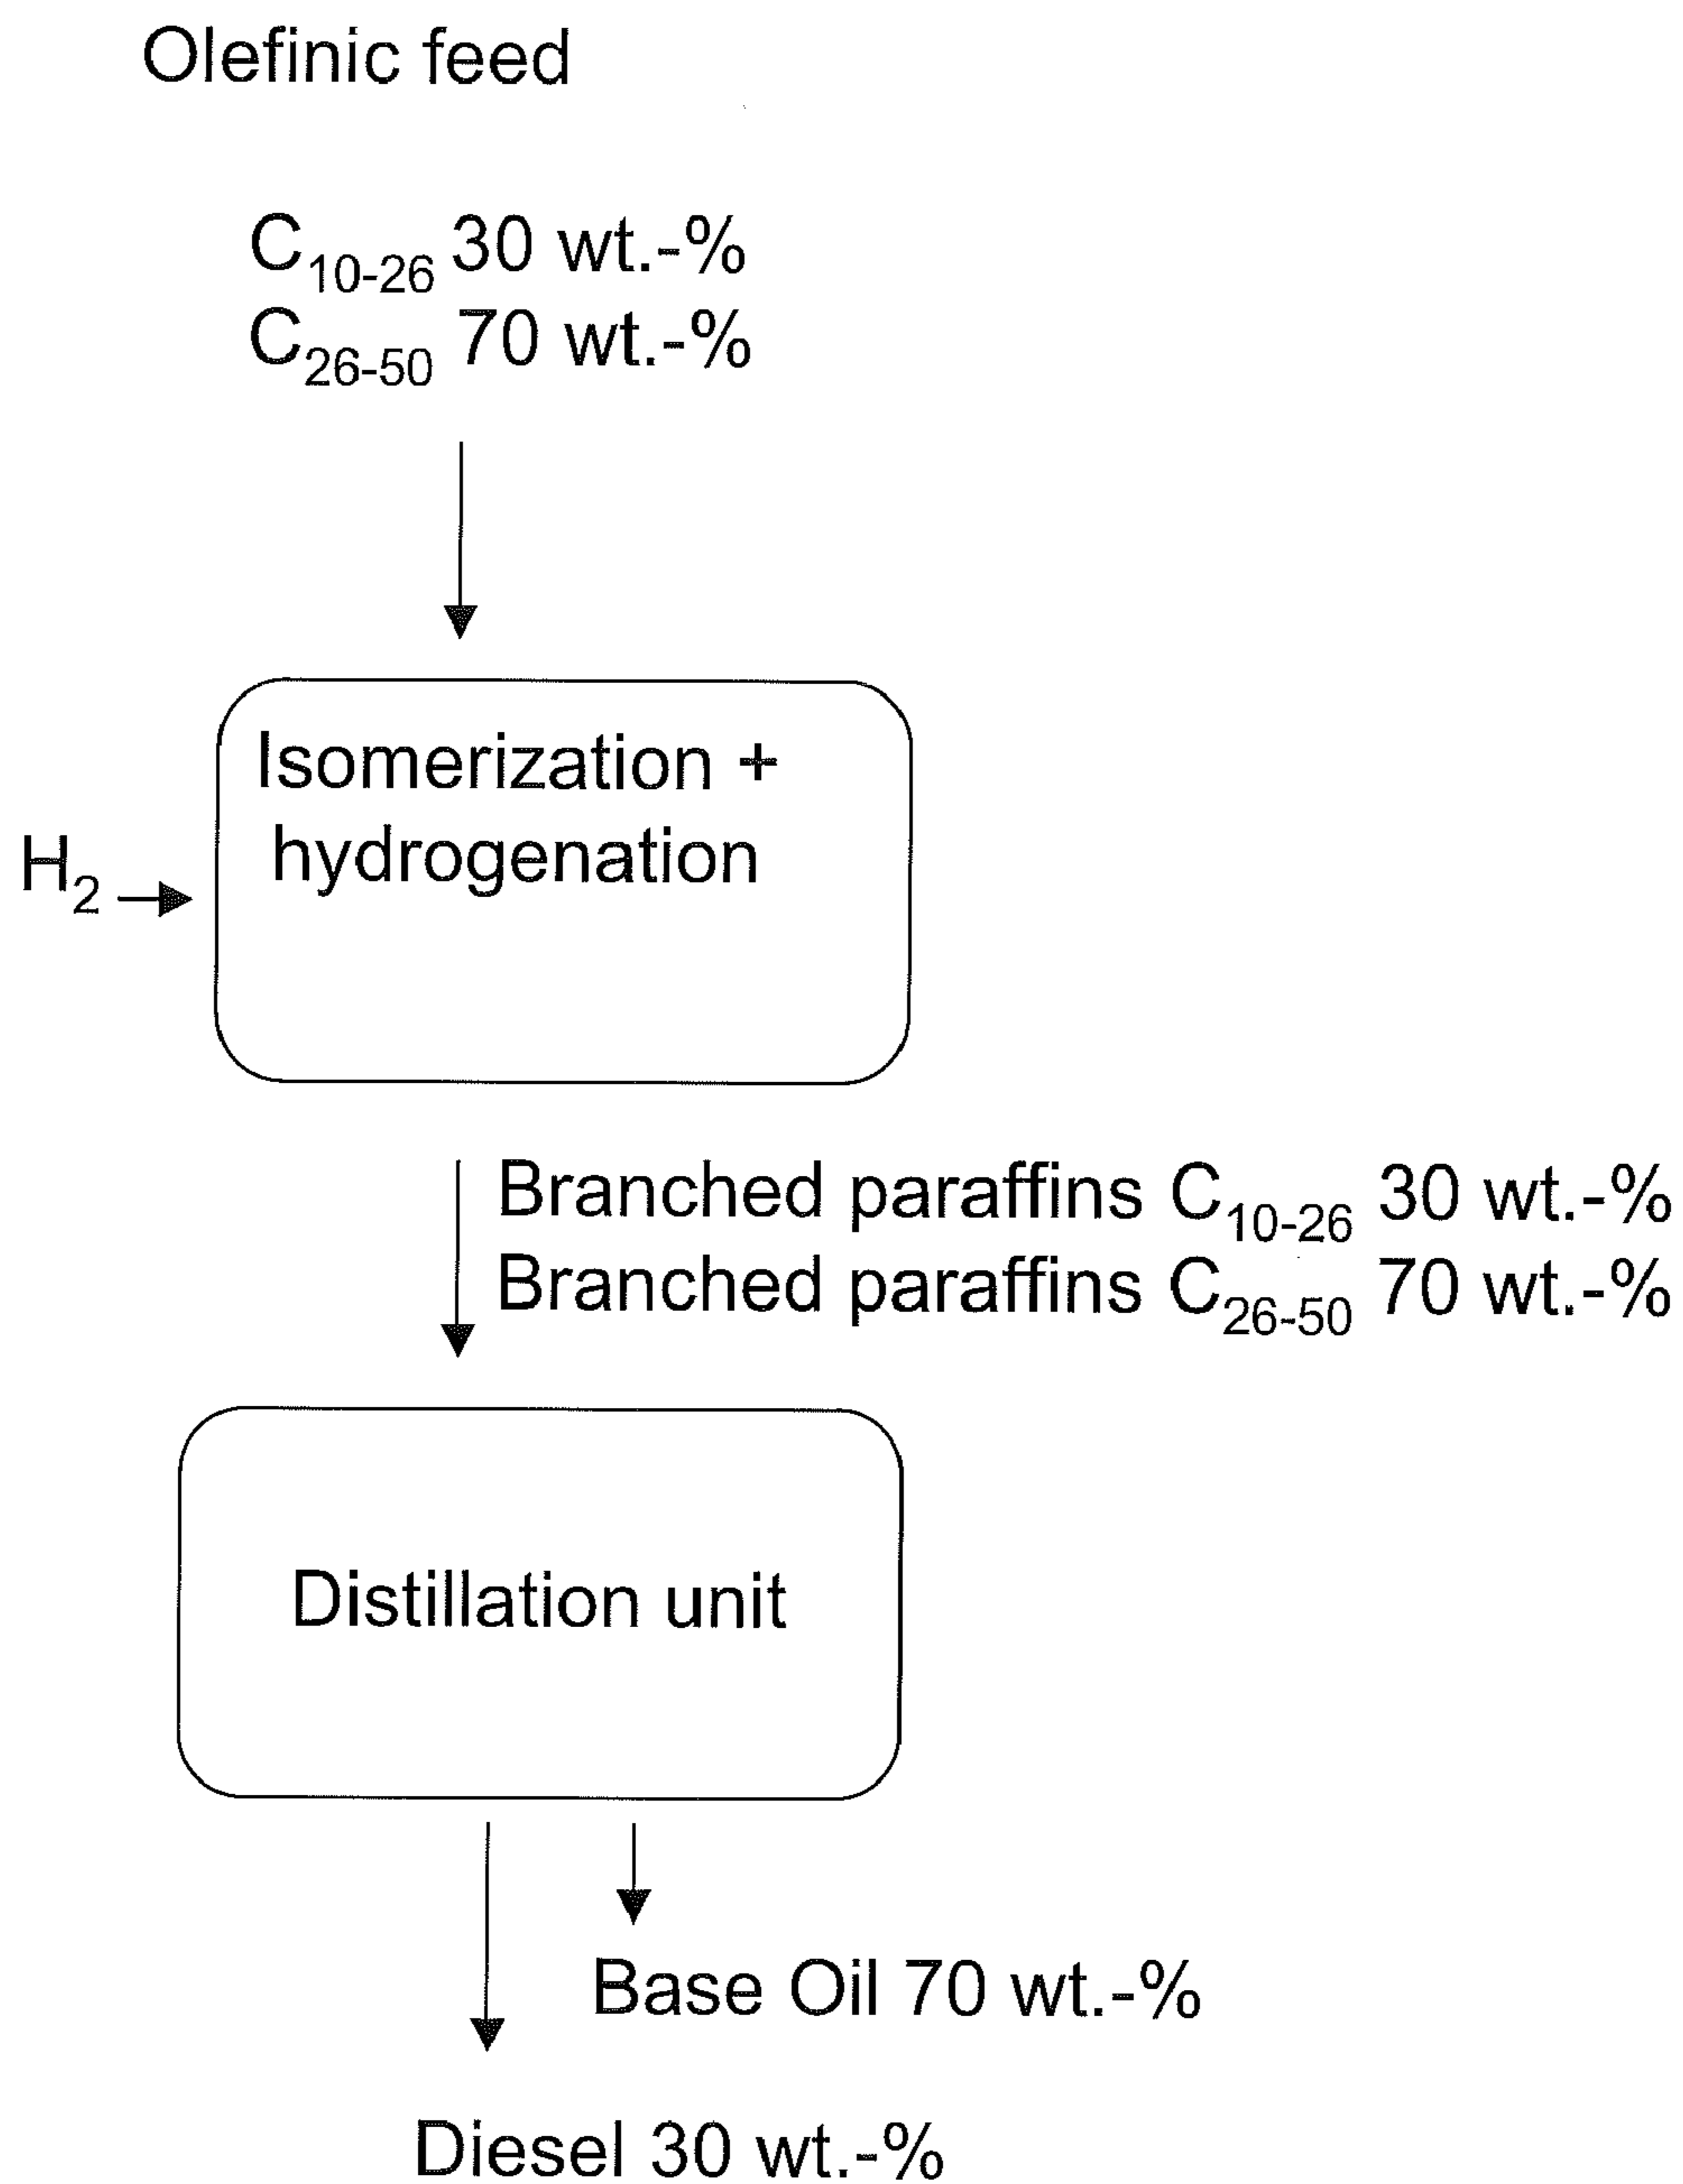 Olefinic feed
C10-26 30 wt.-%
C26-50 70 wt.-%
Isomerization +
hydrogenation
H2
Branched paraffins C10-26 30 wt.-%
Branched paraffins C26-50 70 wt.-%
Distillation unit
Base Oil 70 wt.-%
Diesel 30 wt.-%